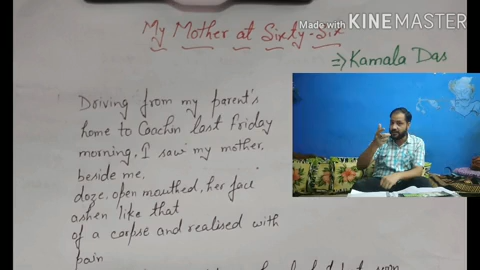 Made with KINEMASTER
My Mother at Sixty-Six
⇒ Kamala Das
Driving from my parent's
home to Coachin last Friday
morning, I saw my mother,
beside me,
doze, open mouthed, her face
ashen like that
of a corpse and realised with
pain